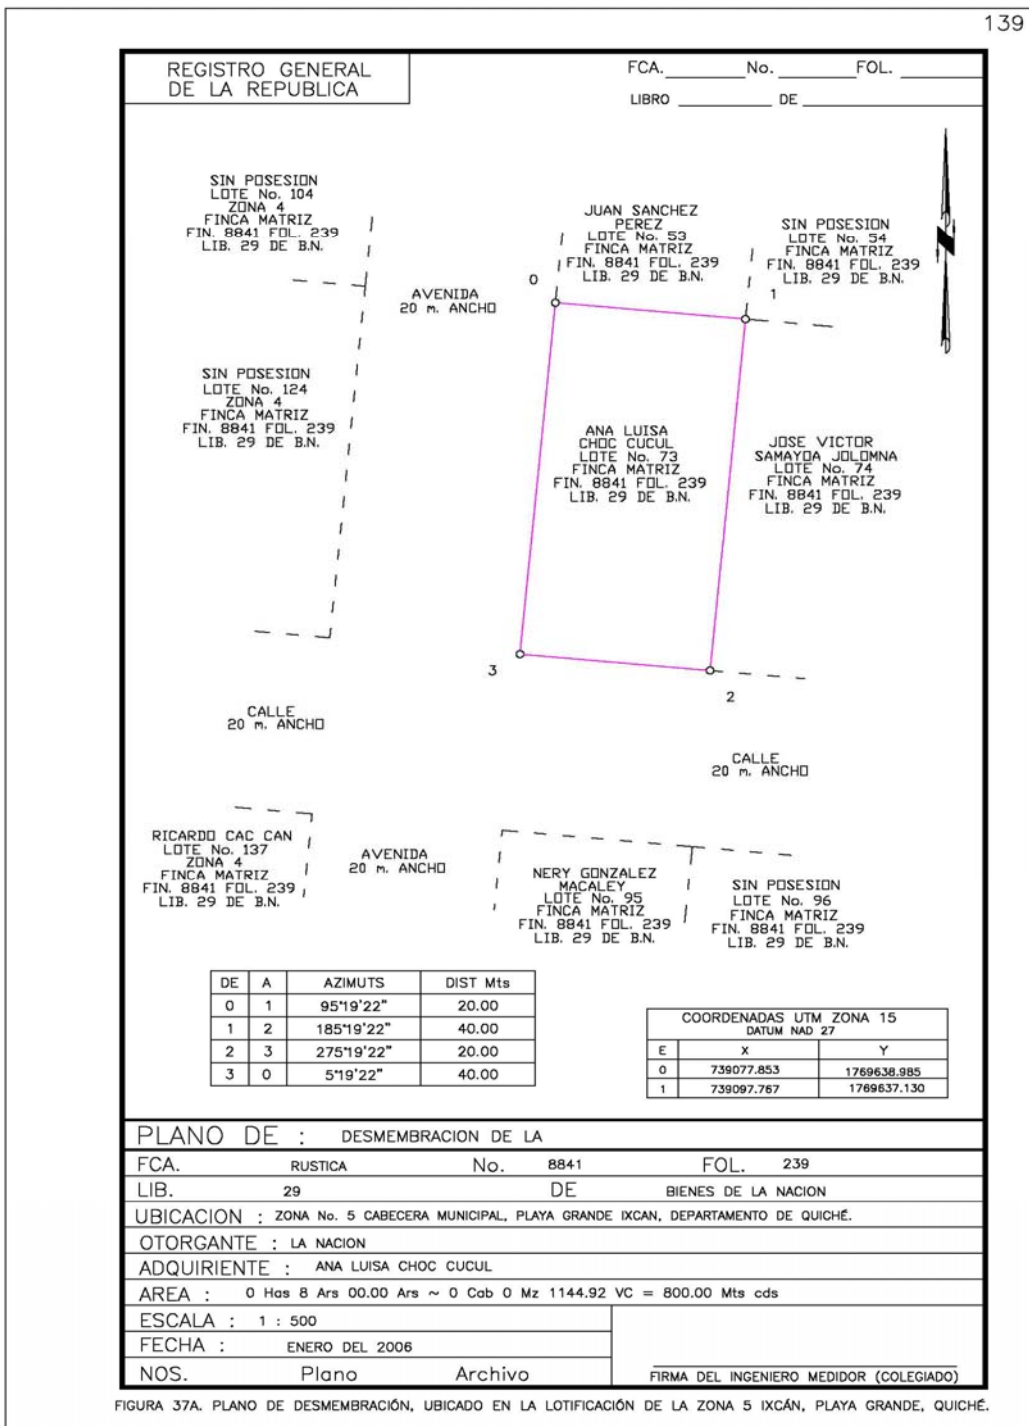 139
REGISTRO GENERAL
DE LA REPUBLICA
FCA. No. FOL.
LIBRO DE
SIN POSESION
LOTE No. 104
ZONA 4
FINCA MATRIZ
FIN. 8841 FOL. 239
LIB. 29 DE B.N.
JUAN SANCHEZ
PEREZ
LOTE No. 53
FINCA MATRIZ
FIN. 8841 FOL. 239
LIB. 29 DE B.N.
SIN POSESION
LOTE No. 54
FINCA MATRIZ
FIN. 8841 FOL. 239
LIB. 29 DE B.N.
N
0
1
AVENIDA
20 m. ANCHO
SIN POSESION
LOTE No. 124
ZONA 4
FINCA MATRIZ
FIN. 8841 FOL. 239
LIB. 29 DE B.N.
ANA LUISA
CHOC CUCUL
LOTE No. 73
FINCA MATRIZ
FIN. 8841 FOL. 239
LIB. 29 DE B.N.
JOSE VICTOR
SAMAYOA JOLOMNA
LOTE No. 74
FINCA MATRIZ
FIN. 8841 FOL. 239
LIB. 29 DE B.N.
3
2
CALLE
20 m. ANCHO
CALLE
20 m. ANCHO
RICARDO CAC CAN
LOTE No. 137
ZONA 4
FINCA MATRIZ
FIN. 8841 FOL. 239
LIB. 29 DE B.N.
AVENIDA
20 m. ANCHO
NERY GONZALEZ
MACALEY
LOTE No. 95
FINCA MATRIZ
FIN. 8841 FOL. 239
LIB. 29 DE B.N.
SIN POSESION
LOTE No. 96
FINCA MATRIZ
FIN. 8841 FOL. 239
LIB. 29 DE B.N.
DE A AZIMUTS DIST Mts
0 1 95°19'22" 20.00
1 2 185°19'22" 40.00
2 3 275°19'22" 20.00
3 0 5°19'22" 40.00
COORDENADAS UTM ZONA 15
DATUM NAD 27
E X Y
0 739077.853 1769638.985
1 739097.767 1769637.130
PLANO DE : DESMEMBRACION DE LA
FCA. RUSTICA No. 8841 FOL. 239
LIB. 29 DE BIENES DE LA NACION
UBICACION : ZONA No. 5 CABECERA MUNICIPAL, PLAYA GRANDE IXCAN, DEPARTAMENTO DE QUICHÉ.
OTORGANTE : LA NACION
ADQUIRIENTE : ANA LUISA CHOC CUCUL
AREA : 0 Has 8 Ars 00.00 Ars ~ 0 Cab 0 Mz 1144.92 VC = 800.00 Mts cds
ESCALA : 1 : 500
FECHA : ENERO DEL 2006
NOS. Plano Archivo
FIRMA DEL INGENIERO MEDIDOR (COLEGIADO)
FIGURA 37A. PLANO DE DESMEMBRACIÓN, UBICADO EN LA LOTIFICACIÓN DE LA ZONA 5 IXCÁN, PLAYA GRANDE, QUICHÉ.